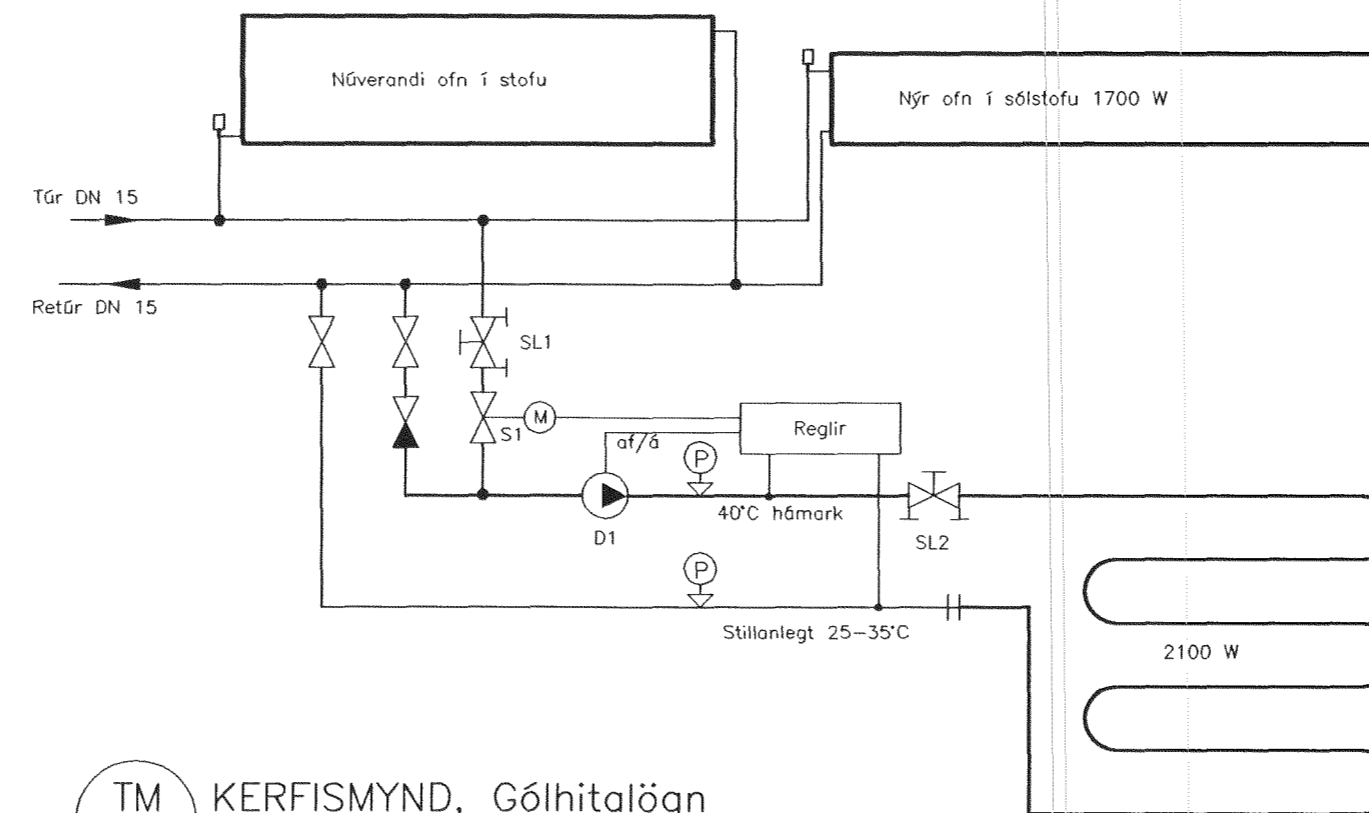 Núverandi ofn í stofu
Nýr ofn í sólstofu 1700 W
Túr DN 15
Retúr DN 15
SL1
S1
M
af/á
Reglir
P
40°C hámark
D1
SL2
P
Stillanlegt 25-35°C
2100 W
TM
KERFISMYND, Gólhitalögn